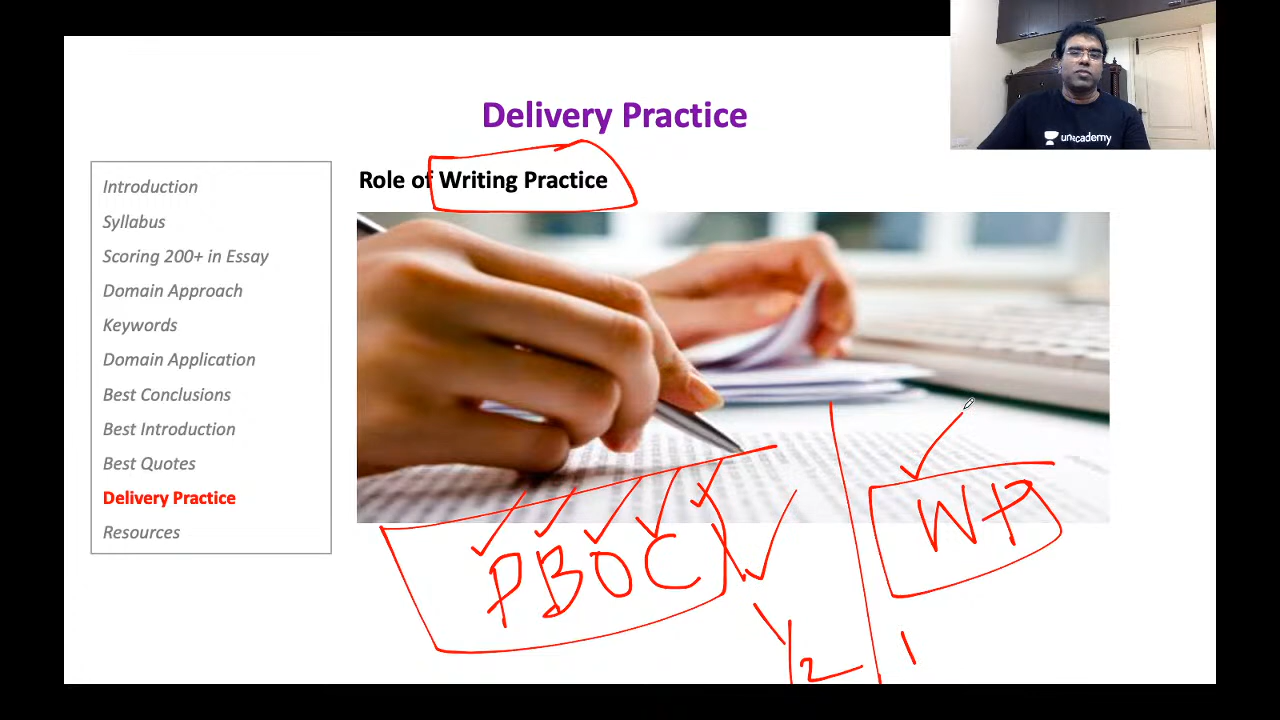 Delivery Practice
unacademy
Role of Writing Practice
Introduction
Syllabus
Scoring 200+ in Essay
Domain Approach
Keywords
Domain Application
Best Conclusions
Best Introduction
Best Quotes
Delivery Practice
Resources
PBOC
WP
1/2
1